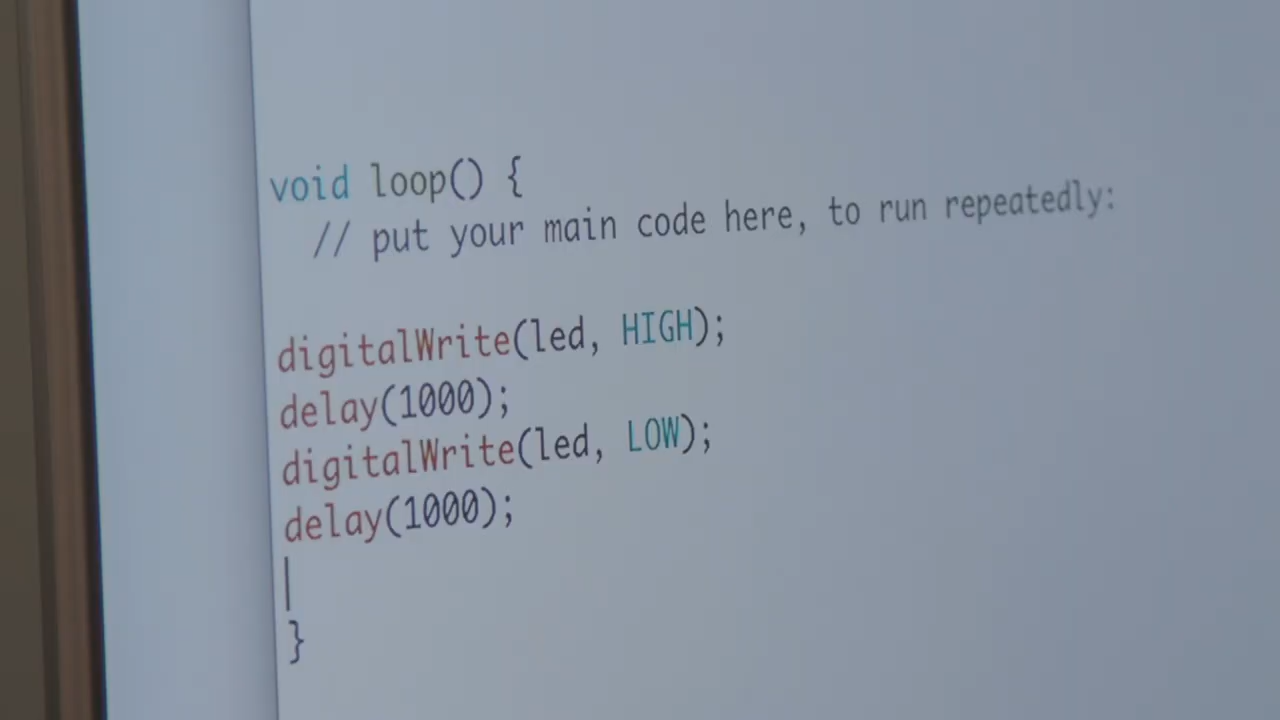 void loop() {
// put your main code here, to run repeatedly:
digitalWrite(led, HIGH);
delay(1000);
digitalWrite(led, LOW);
delay(1000);
}